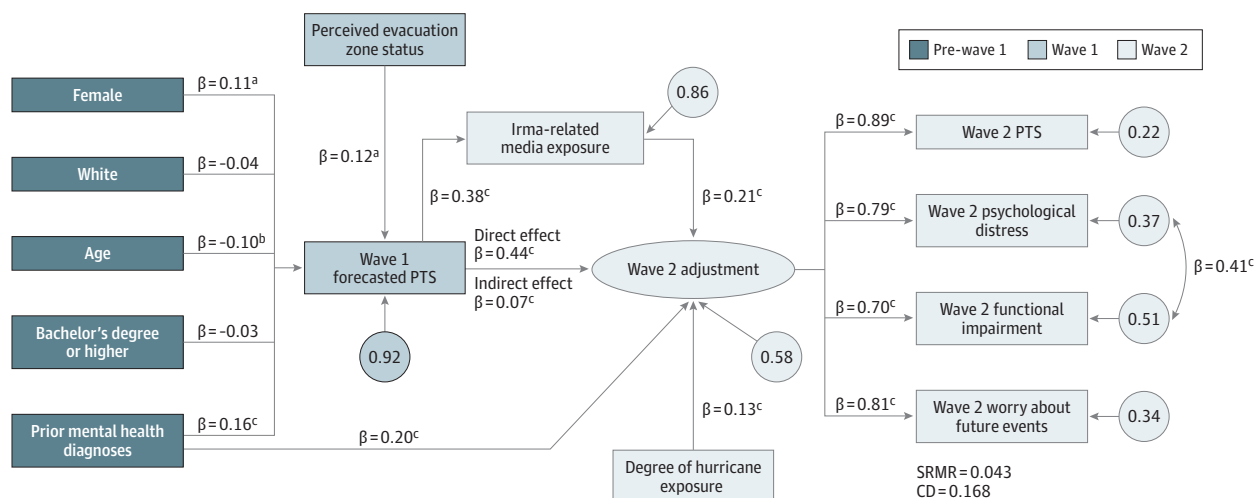 Perceived evacuation
zone status
Pre-wave 1
Wave 1
Wave 2
Female
β = 0.11ᵃ
White
β = -0.04
Age
β = -0.10ᵇ
Bachelor's degree
or higher
β = -0.03
Prior mental health
diagnoses
β = 0.16ᶜ
β = 0.12ᵃ
Wave 1
forecasted PTS
0.92
β = 0.38ᶜ
Irma-related
media exposure
0.86
Direct effect
β = 0.44ᶜ
Indirect effect
β = 0.07ᶜ
β = 0.21ᶜ
Wave 2 adjustment
0.58
β = 0.20ᶜ
β = 0.13ᶜ
Degree of hurricane
exposure
β = 0.89ᶜ
Wave 2 PTS
0.22
β = 0.79ᶜ
Wave 2 psychological
distress
0.37
β = 0.41ᶜ
β = 0.70ᶜ
Wave 2 functional
impairment
0.51
β = 0.81ᶜ
Wave 2 worry about
future events
0.34
SRMR = 0.043
CD = 0.168